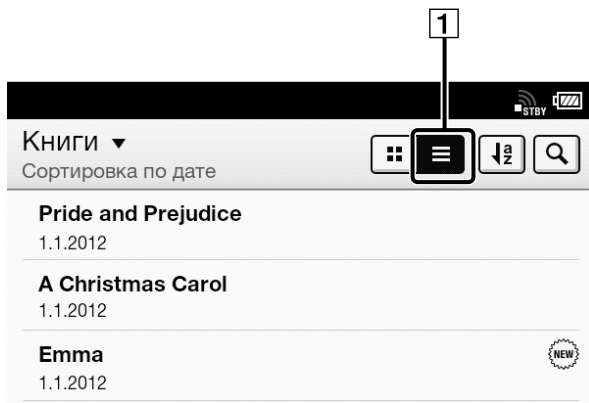 1
STBY
Книги
Сортировка по дате
a
z
Pride and Prejudice
1.1.2012
A Christmas Carol
1.1.2012
Emma
NEW
1.1.2012